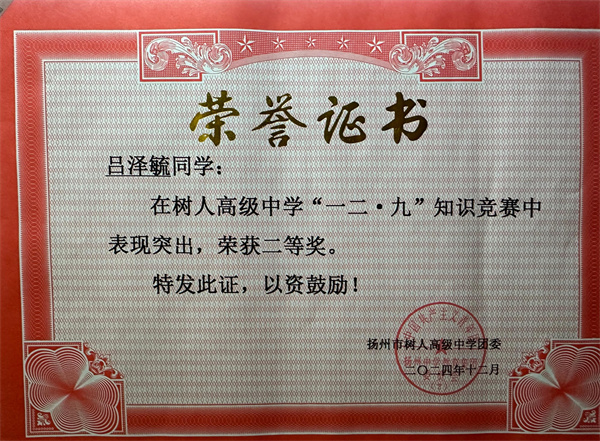 荣誉证书
吕泽毓同学：
在树人高级中学“一二·九”知识竞赛中
表现突出，荣获二等奖。
特发此证，以资鼓励！
扬州市树人高级中学团委
二〇二四年十二月